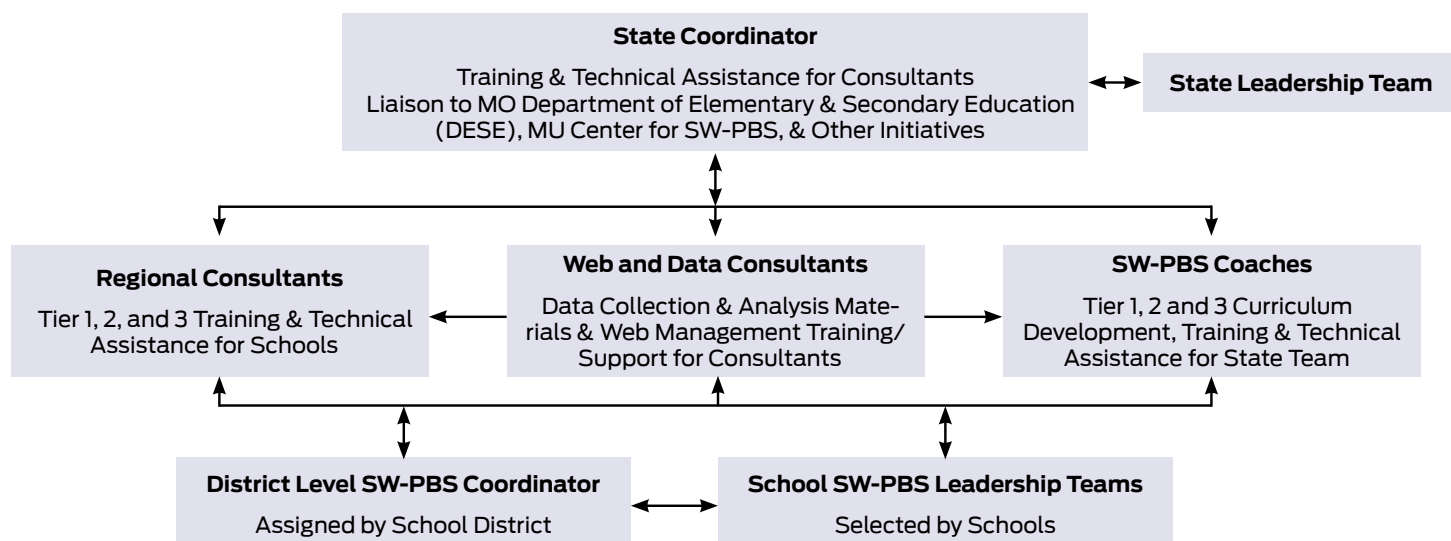 State Coordinator
Training & Technical Assistance for Consultants
Liaison to MO Department of Elementary & Secondary Education
(DESE), MU Center for SW-PBS, & Other Initiatives
State Leadership Team
Regional Consultants
Tier 1, 2, and 3 Training & Technical
Assistance for Schools
Web and Data Consultants
Data Collection & Analysis Mate-
rials & Web Management Training/
Support for Consultants
SW-PBS Coaches
Tier 1, 2 and 3 Curriculum
Development, Training & Technical
Assistance for State Team
District Level SW-PBS Coordinator
Assigned by School District
School SW-PBS Leadership Teams
Selected by Schools